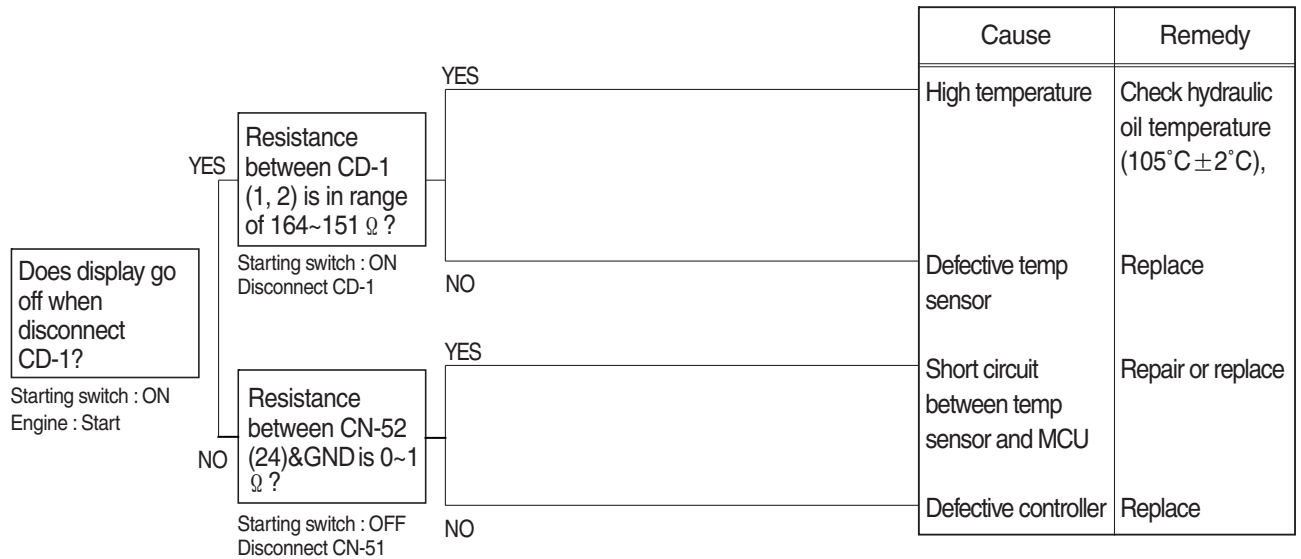 Does display go
off when
disconnect
CD-1?
Starting switch : ON
Engine : Start
YES
Resistance
between CD-1
(1, 2) is in range
of 164~151 Ω ?
Starting switch : ON
Disconnect CD-1
YES
NO
NO
Resistance
between CN-52
(24)&GND is 0~1
Ω ?
Starting switch : OFF
Disconnect CN-51
YES
NO
Cause Remedy
High temperature Check hydraulic
oil temperature
(105˚C±2˚C),
Defective temp Replace
sensor
Short circuit Repair or replace
between temp
sensor and MCU
Defective controller Replace